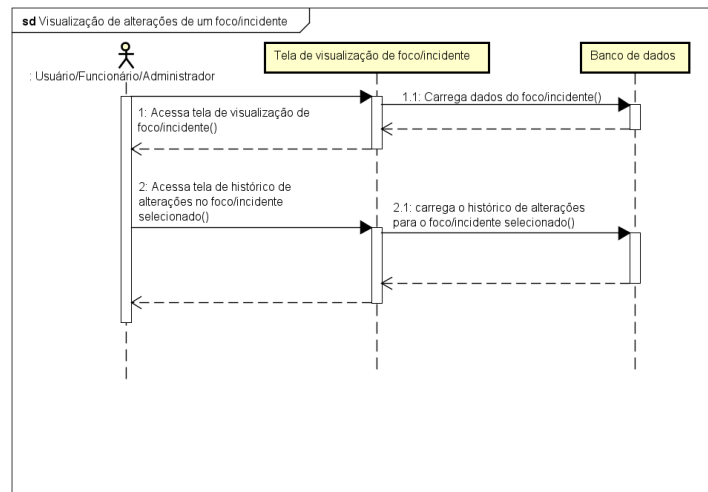 sd Visualização de alterações de um foco/incidente
: Usuário/Funcionário/Administrador
Tela de visualização de foco/incidente
Banco de dados
1: Acessa tela de visualização de
foco/incidente()
1.1: Carrega dados do foco/incidente()
2: Acessa tela de histórico de
alterações no foco/incidente
selecionado()
2.1: carrega o histórico de alterações
para o foco/incidente selecionado()